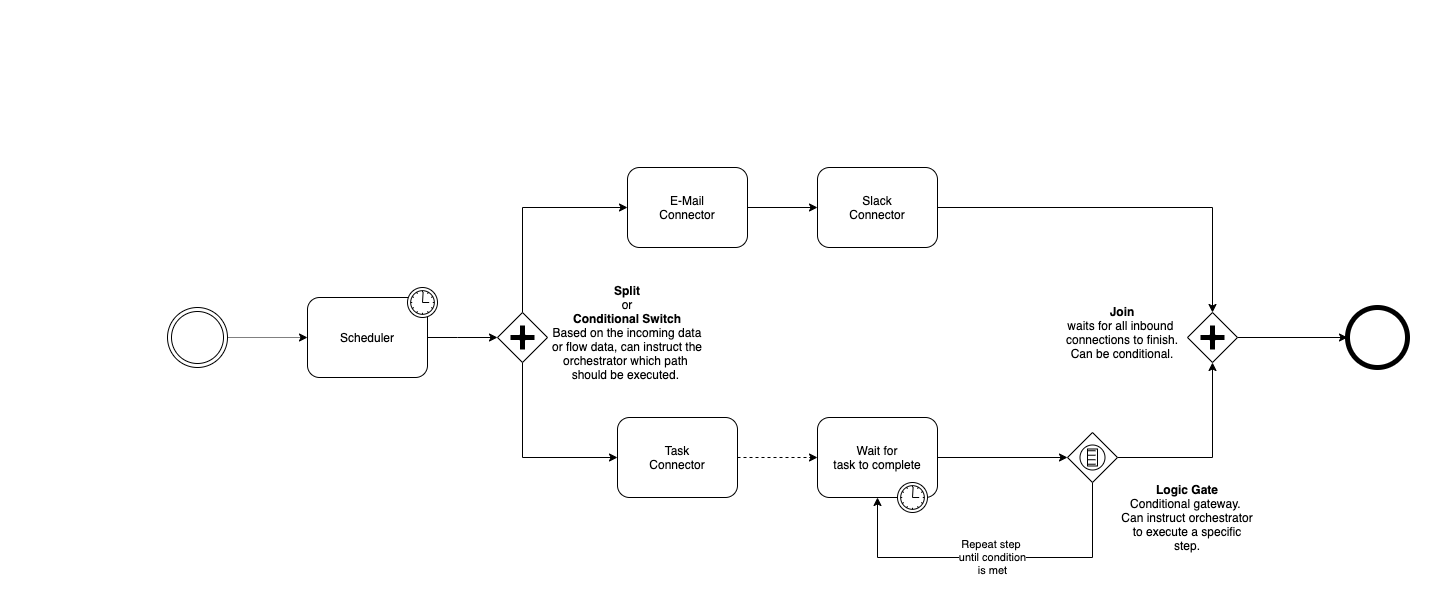 E-Mail
Connector
Slack
Connector
Scheduler
Split
or
Conditional Switch
Based on the incoming data
or flow data, can instruct the
orchestrator which path
should be executed.
Join
waits for all inbound
connections to finish.
Can be conditional.
Task
Connector
Wait for
task to complete
Logic Gate
Conditional gateway.
Can instruct orchestrator
to execute a specific
step.
Repeat step
until condition
is met